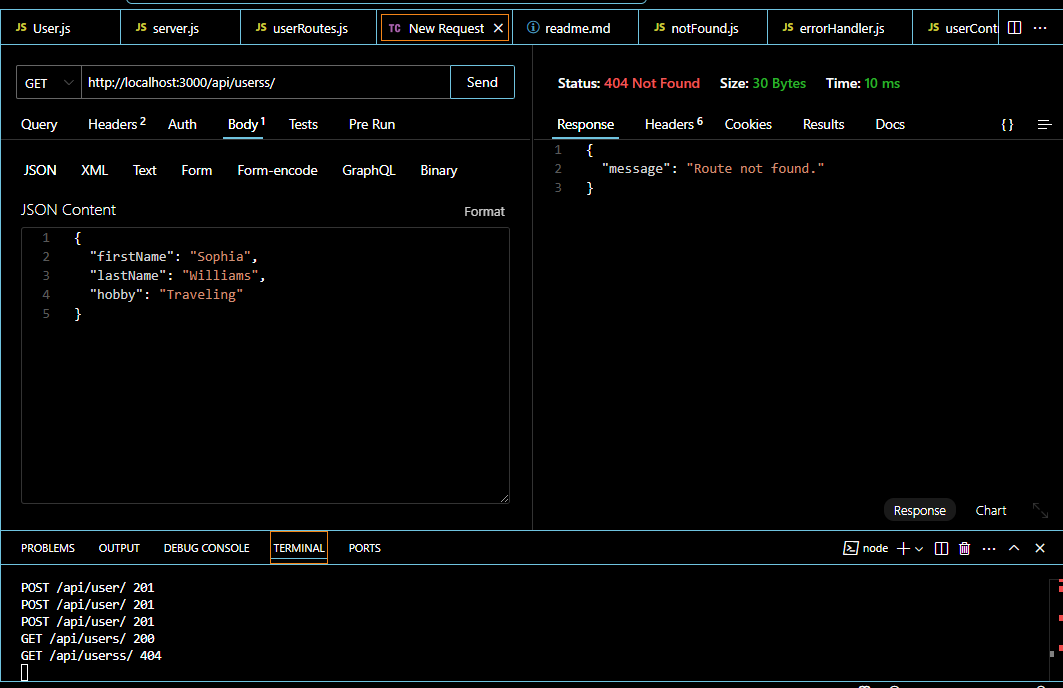 JS User.js JS server.js JS userRoutes.js TC New Request readme.md JS notFound.js JS errorHandler.js JS userCont
GET http://localhost:3000/api/userss/ Send
Status: 404 Not Found Size: 30 Bytes Time: 10 ms
Query Headers 2 Auth Body 1 Tests Pre Run
Response Headers 6 Cookies Results Docs { }
JSON XML Text Form Form-encode GraphQL Binary
JSON Content Format
1 {
2 "firstName": "Sophia",
3 "lastName": "Williams",
4 "hobby": "Traveling"
5 }
1 {
2 "message": "Route not found."
3 }
Response Chart
PROBLEMS OUTPUT DEBUG CONSOLE TERMINAL PORTS node
POST /api/user/ 201
POST /api/user/ 201
POST /api/user/ 201
GET /api/users/ 200
GET /api/userss/ 404